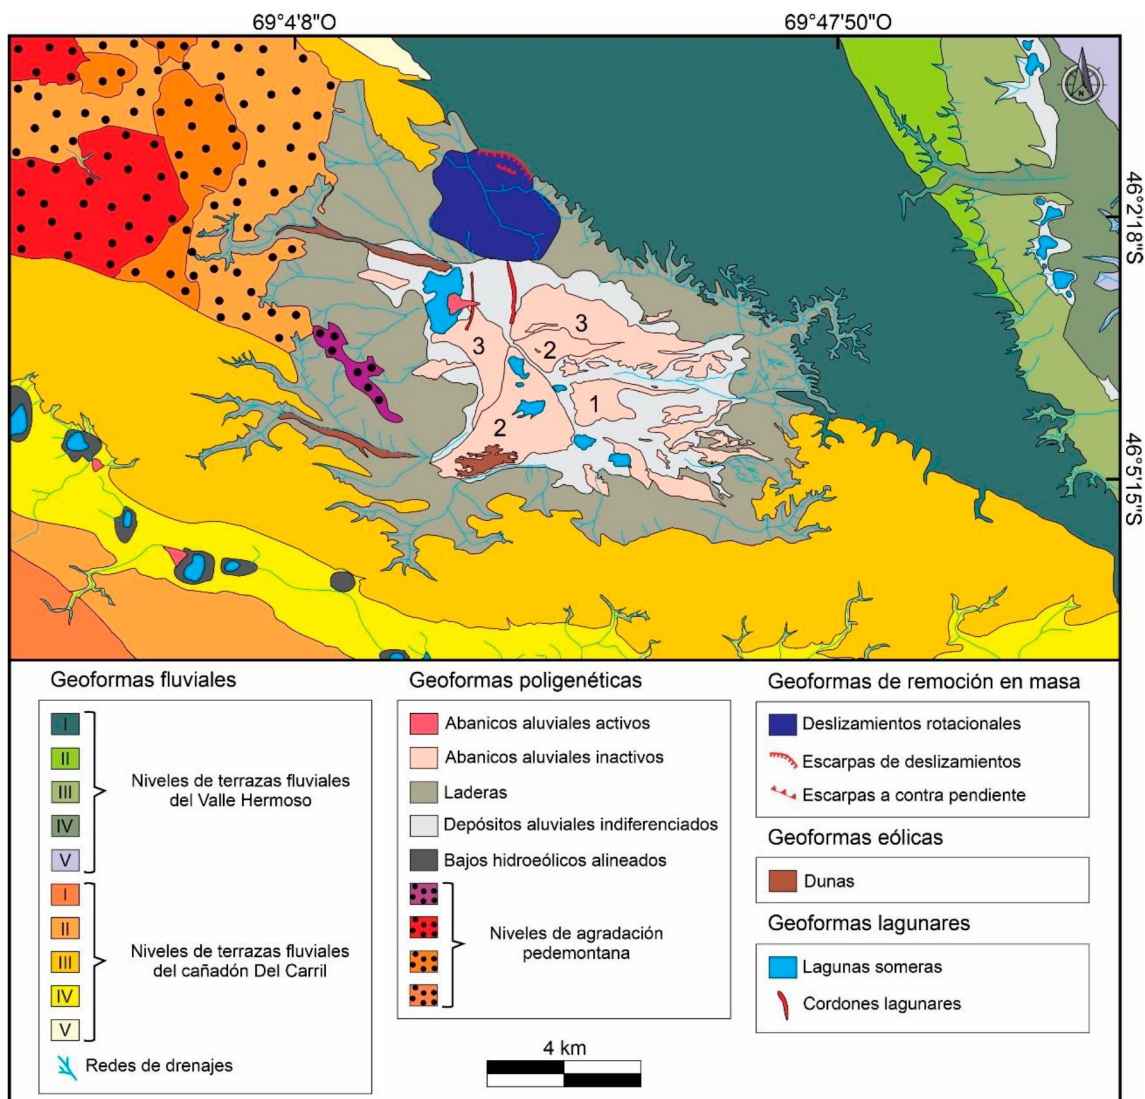 69°4'8"O
69°47'50"O
N
46°2'18"S
46°5'15"S
3
3
2
1
2
Geoformas fluviales
I
II
III
IV
V
Niveles de terrazas fluviales
del Valle Hermoso
I
II
III
IV
V
Niveles de terrazas fluviales
del cañadón Del Carril
Redes de drenajes
Geoformas poligenéticas
Abanicos aluviales activos
Abanicos aluviales inactivos
Laderas
Depósitos aluviales indiferenciados
Bajos hidroeólicos alineados
Niveles de agradación
pedemontana
4 km
Geoformas de remoción en masa
Deslizamientos rotacionales
Escarpas de deslizamientos
Escarpas a contra pendiente
Geoformas eólicas
Dunas
Geoformas lagunares
Lagunas someras
Cordones lagunares